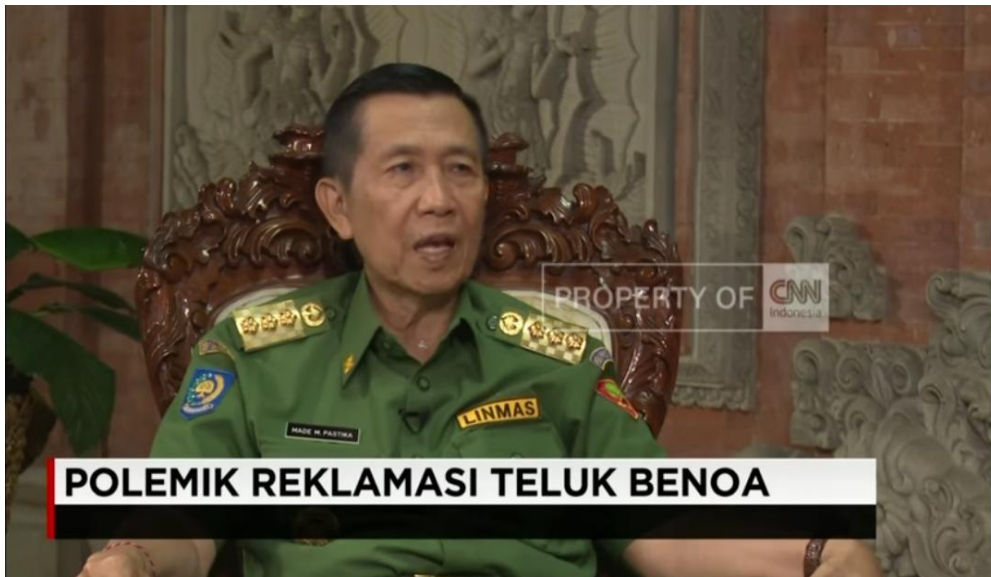 PROPERTY OF CNN
Indonesia
LINMAS
MADE M. PASTIKA
POLEMIK REKLAMASI TELUK BENOA